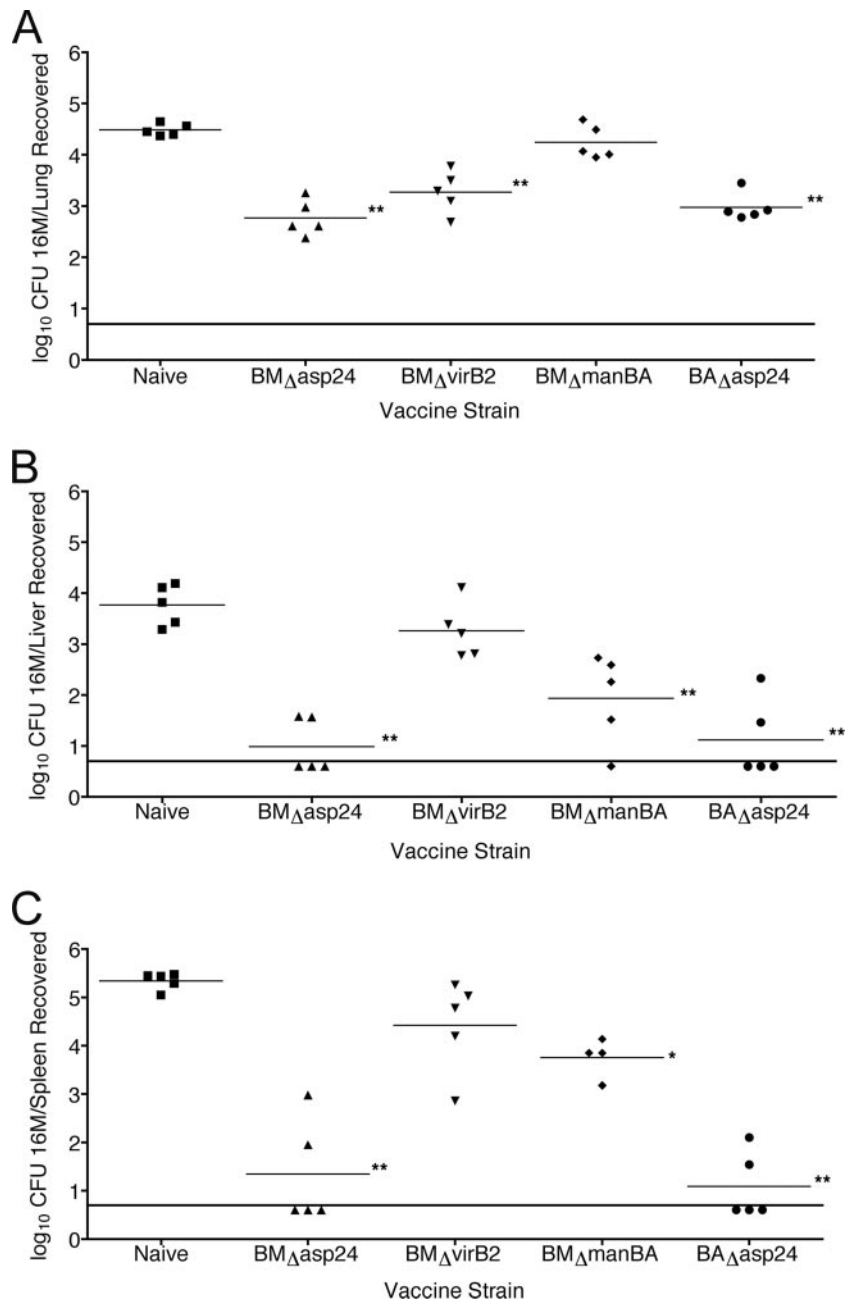 A
log₁₀ CFU 16M/Lung Recovered
6
5
4
3
2
1
0
**
**
**
Naive BMΔasp24 BMΔvirB2 BMΔmanBA BAΔasp24
Vaccine Strain
B
log₁₀ CFU 16M/Liver Recovered
6
5
4
3
2
1
0
**
**
**
Naive BMΔasp24 BMΔvirB2 BMΔmanBA BAΔasp24
Vaccine Strain
C
log₁₀ CFU 16M/Spleen Recovered
6
5
4
3
2
1
0
**
*
**
Naive BMΔasp24 BMΔvirB2 BMΔmanBA BAΔasp24
Vaccine Strain